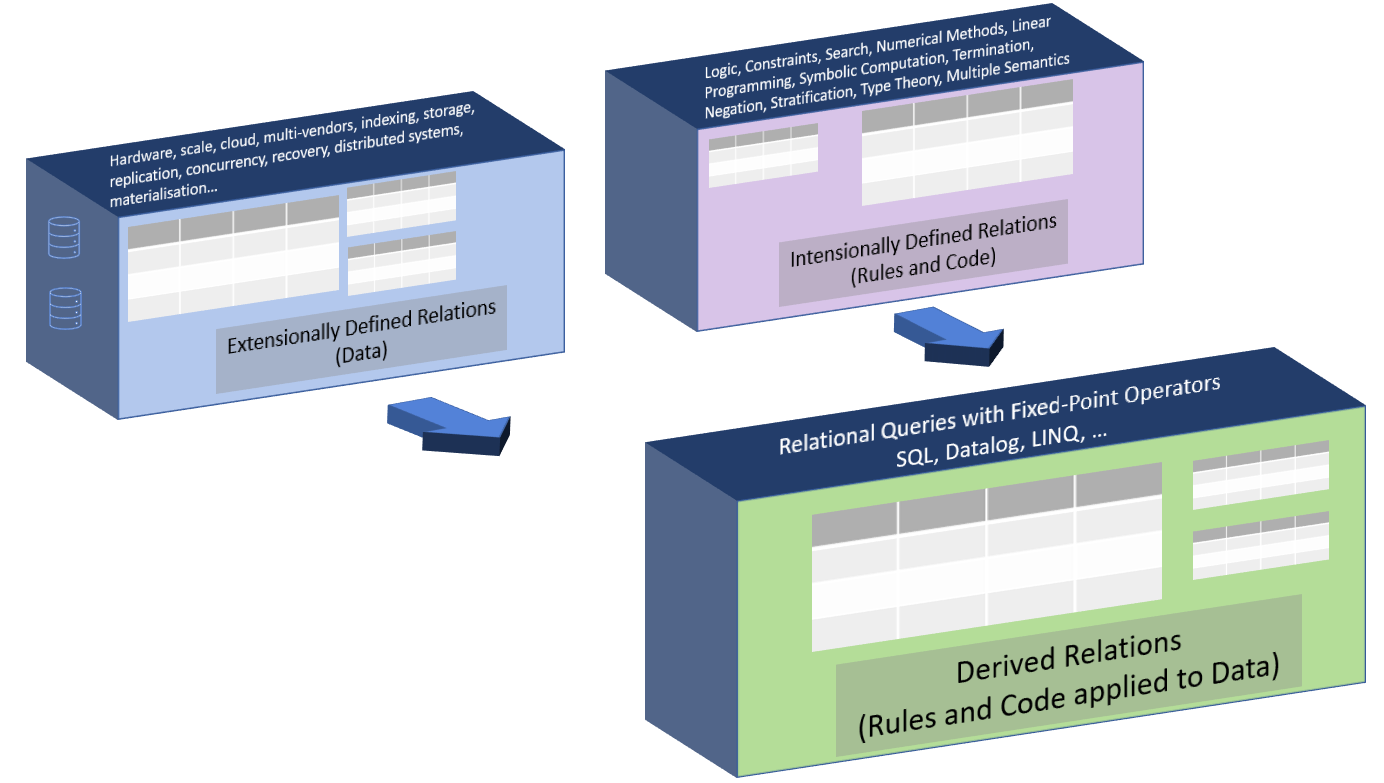 Hardware, scale, cloud, multi-vendors, indexing, storage,
replication, concurrency, recovery, distributed systems,
materialisation…
Extensionally Defined Relations
(Data)
Logic, Constraints, Search, Numerical Methods, Linear
Programming, Symbolic Computation, Termination,
Negation, Stratification, Type Theory, Multiple Semantics
Intensionally Defined Relations
(Rules and Code)
Relational Queries with Fixed-Point Operators
SQL, Datalog, LINQ, …
Derived Relations
(Rules and Code applied to Data)